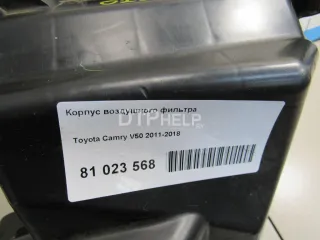 Корпус воздушного фильтра
DTPHELP
Toyota Camry V50 2011-2018
81 023 568